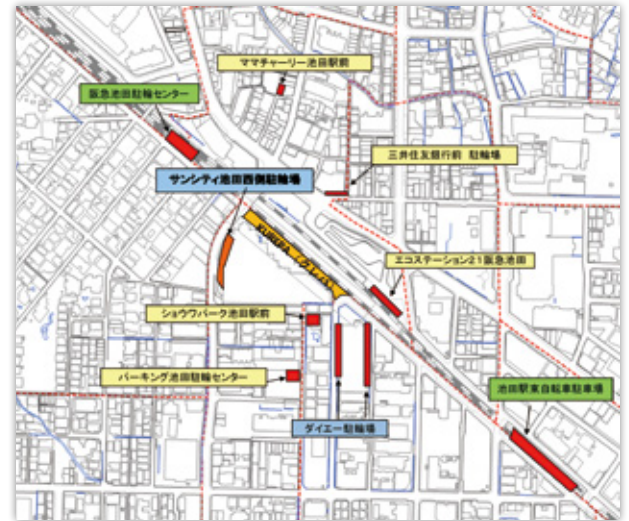 ママチャーリー池田駅前
阪急池田駐輪センター
三井住友銀行前 駐輪場
サンシティ池田西側駐輪場
エコステーション21阪急池田
ショウワパーク池田駅前
パーキング池田駐輪センター
池田駅東自転車駐車場
ダイエー駐輪場